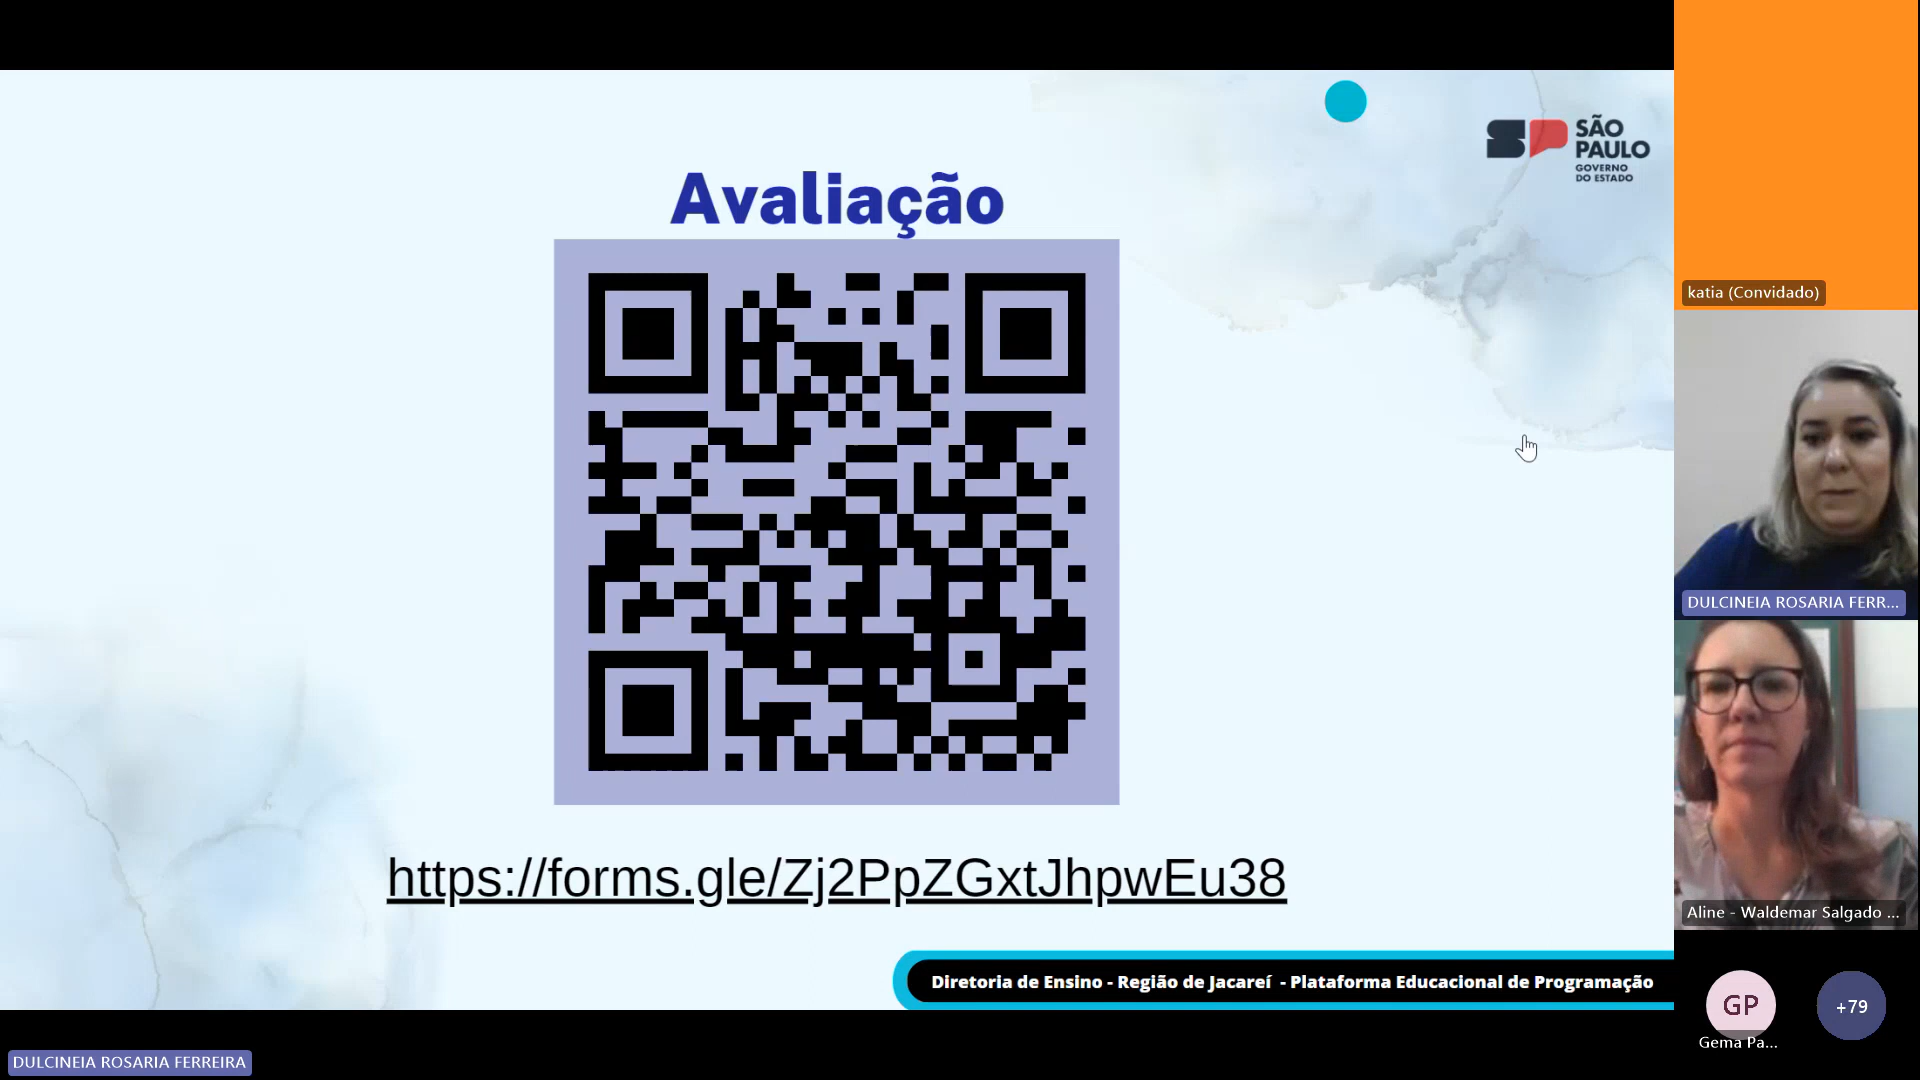 SÃO
PAULO
GOVERNO
DO ESTADO
Avaliação
https://forms.gle/Zj2PpZGxtJhpwEu38
Diretoria de Ensino - Região de Jacareí - Plataforma Educacional de Programação
DULCINEIA ROSARIA FERREIRA
katia (Convidado)
DULCINEIA ROSARIA FERR...
Aline - Waldemar Salgado ...
GP
Gema Pa...
+79